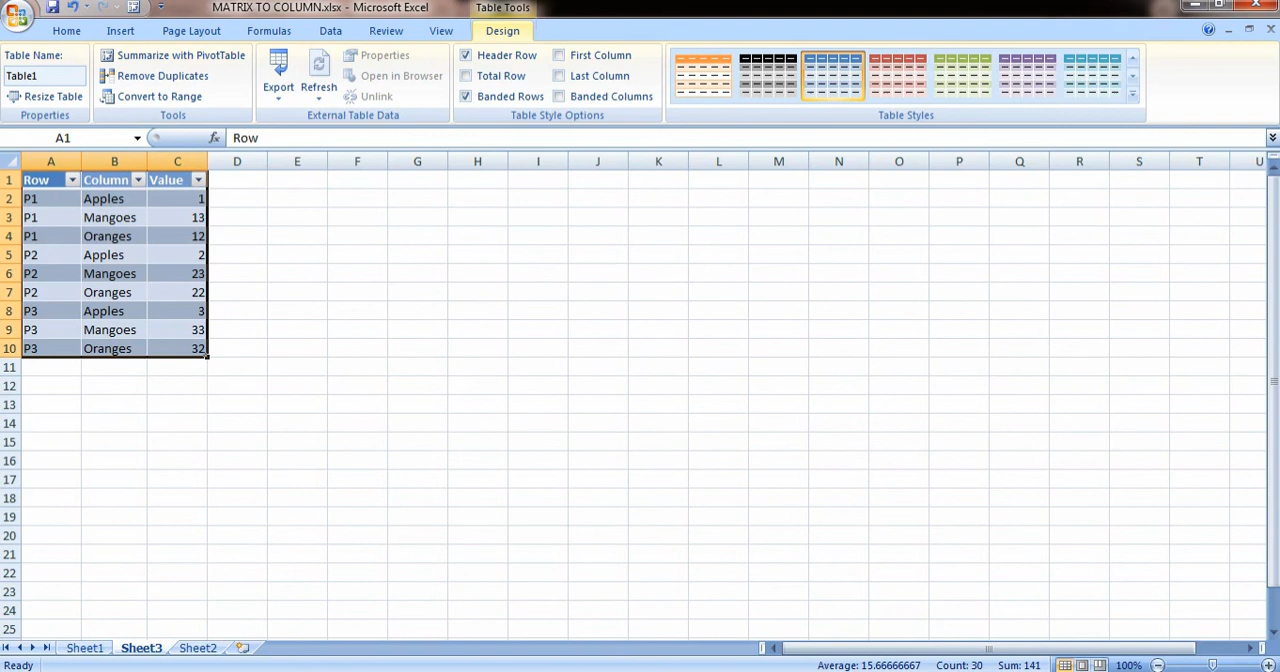 MATRIX TO COLUMN.xlsx - Microsoft Excel
Table Tools
Home Insert Page Layout Formulas Data Review View Design
Table Name:
Table1
Resize Table
Properties
Summarize with PivotTable
Remove Duplicates
Convert to Range
Tools
Export
Refresh
Properties
Open in Browser
Unlink
External Table Data
Header Row
Total Row
Banded Rows
First Column
Last Column
Banded Columns
Table Style Options
Table Styles
A1 fx Row
A B C D E F G H I J K L M N O P Q R S T U
1 Row Column Value
2 P1 Apples 1
3 P1 Mangoes 13
4 P1 Oranges 12
5 P2 Apples 2
6 P2 Mangoes 23
7 P2 Oranges 22
8 P3 Apples 3
9 P3 Mangoes 33
10 P3 Oranges 32
11
12
13
14
15
16
17
18
19
20
21
22
23
24
25
Sheet1 Sheet3 Sheet2
Ready Average: 15.66666667 Count: 30 Sum: 141 100%